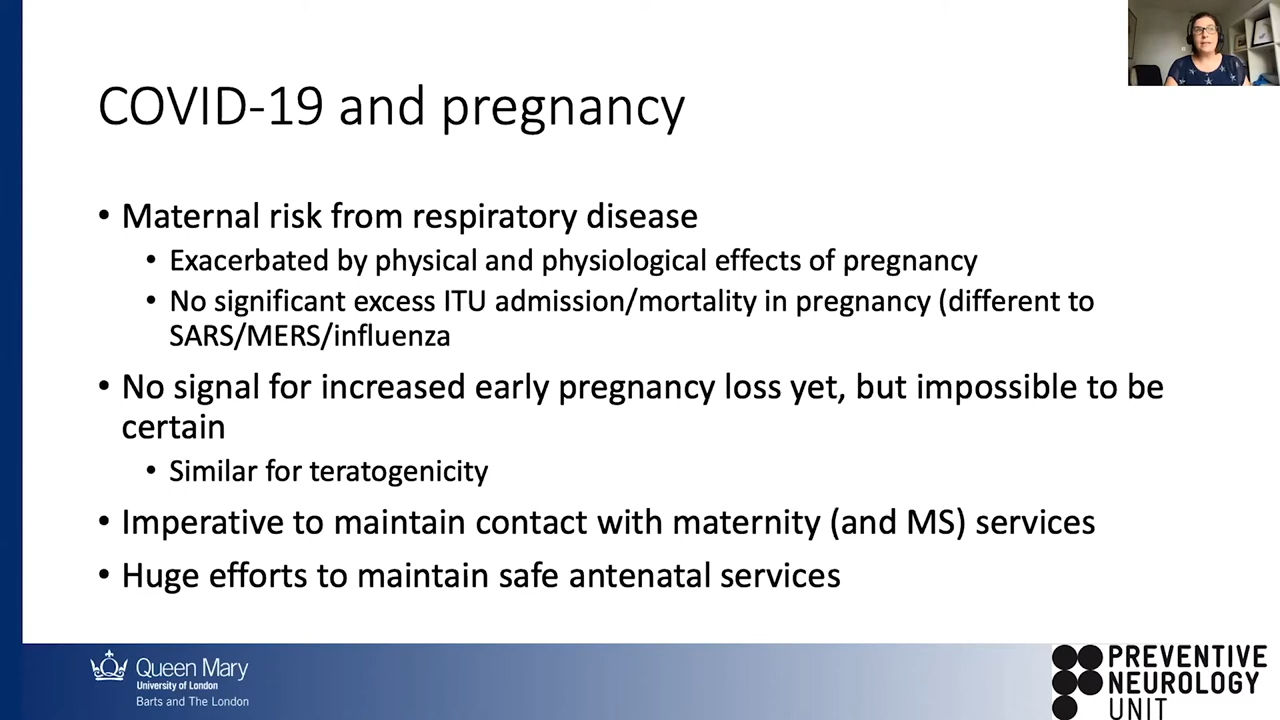 COVID-19 and pregnancy
• Maternal risk from respiratory disease
• Exacerbated by physical and physiological effects of pregnancy
• No significant excess ITU admission/mortality in pregnancy (different to
SARS/MERS/influenza
• No signal for increased early pregnancy loss yet, but impossible to be
certain
• Similar for teratogenicity
• Imperative to maintain contact with maternity (and MS) services
• Huge efforts to maintain safe antenatal services
Queen Mary
University of London
Barts and The London
PREVENTIVE
NEUROLOGY
UNIT